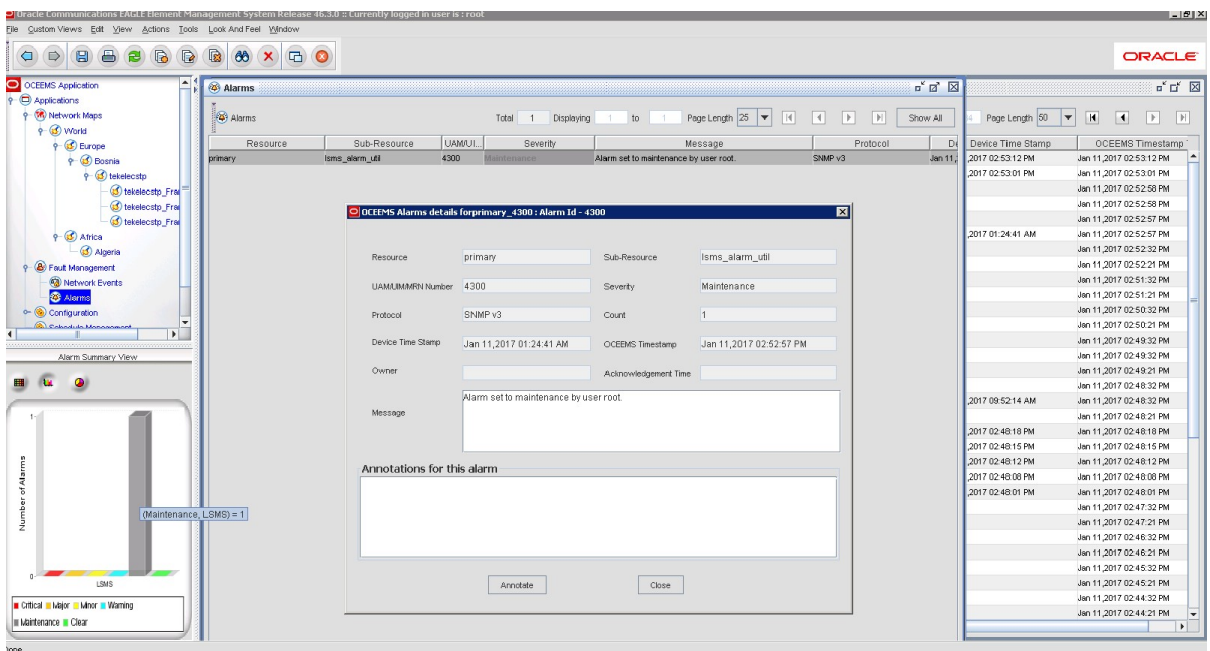 Oracle Communications EAGLE Element Management System Release 46.3.0 :: Currently logged in user is : root
File Custom Views Edit View Actions Tools Look And Feel Window
ORACLE
OCEEMS Application
Applications
Network Maps
World
Europe
Bosnia
tekelecstp
tekelecstp_Fra
tekelecstp_Fra
tekelecstp_Fra
Africa
Algeria
Fault Management
Network Events
Alarms
Configuration
Schedule Management
Alarm Summary View
1
Number of Alarms
0
LSMS
(Maintenance, LSMS) = 1
Critical Major Minor Warning
Maintenance Clear
Done
Alarms
Alarms Total 1 Displaying 1 to 1 Page Length 25 Show All
Resource Sub-Resource UAM/UI... Severity Message Protocol De
primary lsms_alarm_util 4300 Maintenance Alarm set to maintenance by user root. SNMP v3 Jan 11,2
OCEEMS Alarms details forprimary_4300 : Alarm Id - 4300
Resource primary Sub-Resource lsms_alarm_util
UAM/UIM/MRN Number 4300 Severity Maintenance
Protocol SNMP v3 Count 1
Device Time Stamp Jan 11,2017 01:24:41 AM OCEEMS Timestamp Jan 11,2017 02:52:57 PM
Owner Acknowledgement Time
Message Alarm set to maintenance by user root.
Annotations for this alarm
Annotate Close
Page Length 50
Device Time Stamp OCEEMS Timestamp
,2017 02:53:12 PM Jan 11,2017 02:53:12 PM
,2017 02:53:01 PM Jan 11,2017 02:53:01 PM
Jan 11,2017 02:52:58 PM
Jan 11,2017 02:52:58 PM
Jan 11,2017 02:52:57 PM
,2017 01:24:41 AM Jan 11,2017 02:52:57 PM
Jan 11,2017 02:52:32 PM
Jan 11,2017 02:52:21 PM
Jan 11,2017 02:51:32 PM
Jan 11,2017 02:51:21 PM
Jan 11,2017 02:50:32 PM
Jan 11,2017 02:50:21 PM
Jan 11,2017 02:49:32 PM
Jan 11,2017 02:49:32 PM
Jan 11,2017 02:49:21 PM
Jan 11,2017 02:48:32 PM
,2017 09:52:14 AM Jan 11,2017 02:48:32 PM
Jan 11,2017 02:48:21 PM
,2017 02:48:18 PM Jan 11,2017 02:48:18 PM
,2017 02:48:15 PM Jan 11,2017 02:48:15 PM
,2017 02:48:12 PM Jan 11,2017 02:48:12 PM
,2017 02:48:08 PM Jan 11,2017 02:48:08 PM
,2017 02:48:01 PM Jan 11,2017 02:48:01 PM
Jan 11,2017 02:47:32 PM
Jan 11,2017 02:47:21 PM
Jan 11,2017 02:46:32 PM
Jan 11,2017 02:46:21 PM
Jan 11,2017 02:45:32 PM
Jan 11,2017 02:45:21 PM
Jan 11,2017 02:44:32 PM
Jan 11,2017 02:44:21 PM